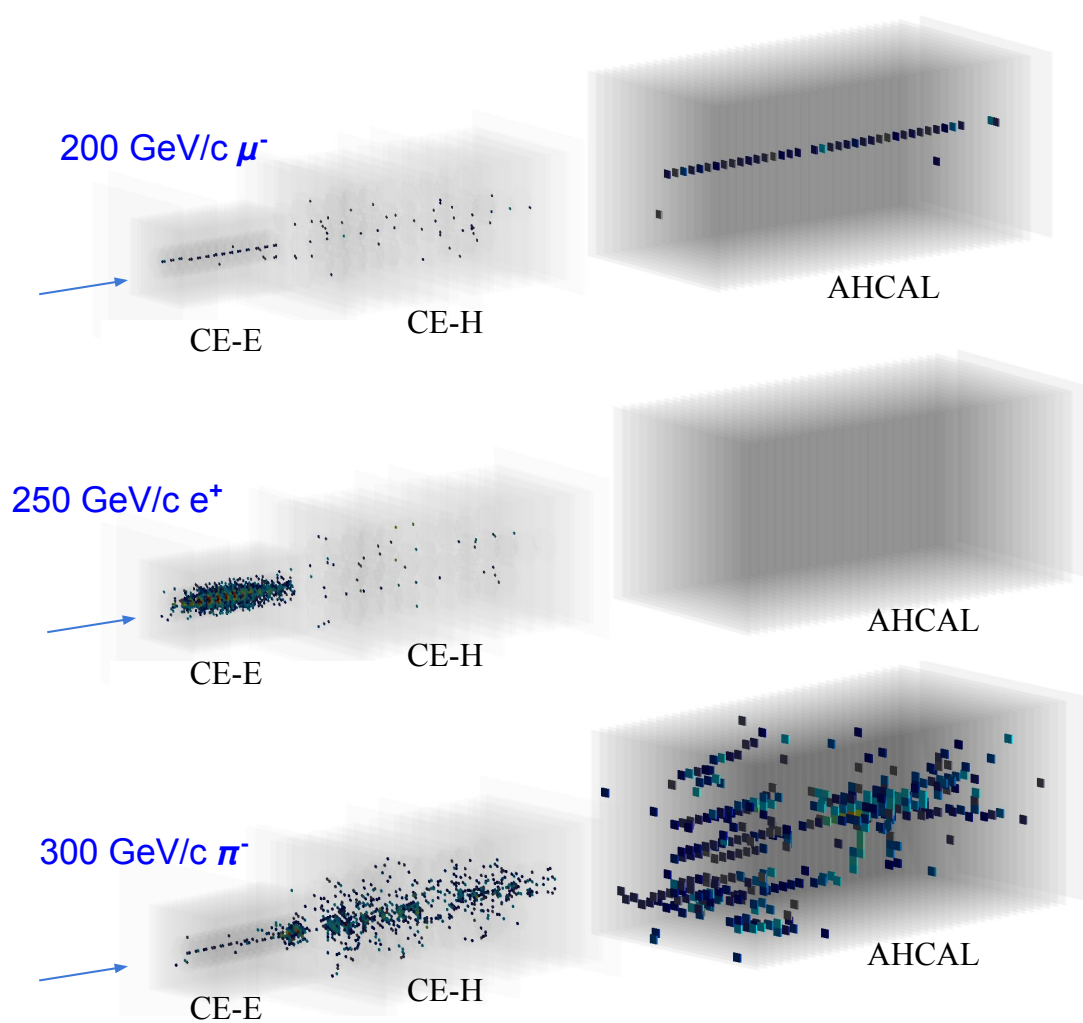 200 GeV/c μ⁻
AHCAL
CE-H
CE-E
250 GeV/c e⁺
AHCAL
CE-H
CE-E
300 GeV/c π⁻
AHCAL
CE-H
CE-E